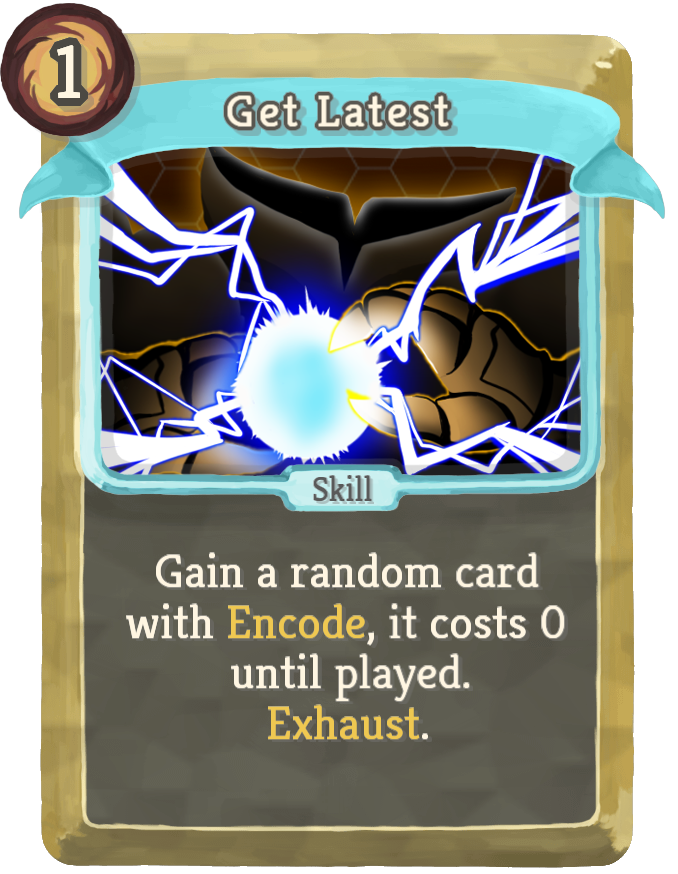 1
Get Latest
Skill
Gain a random card
with Encode, it costs 0
until played.
Exhaust.